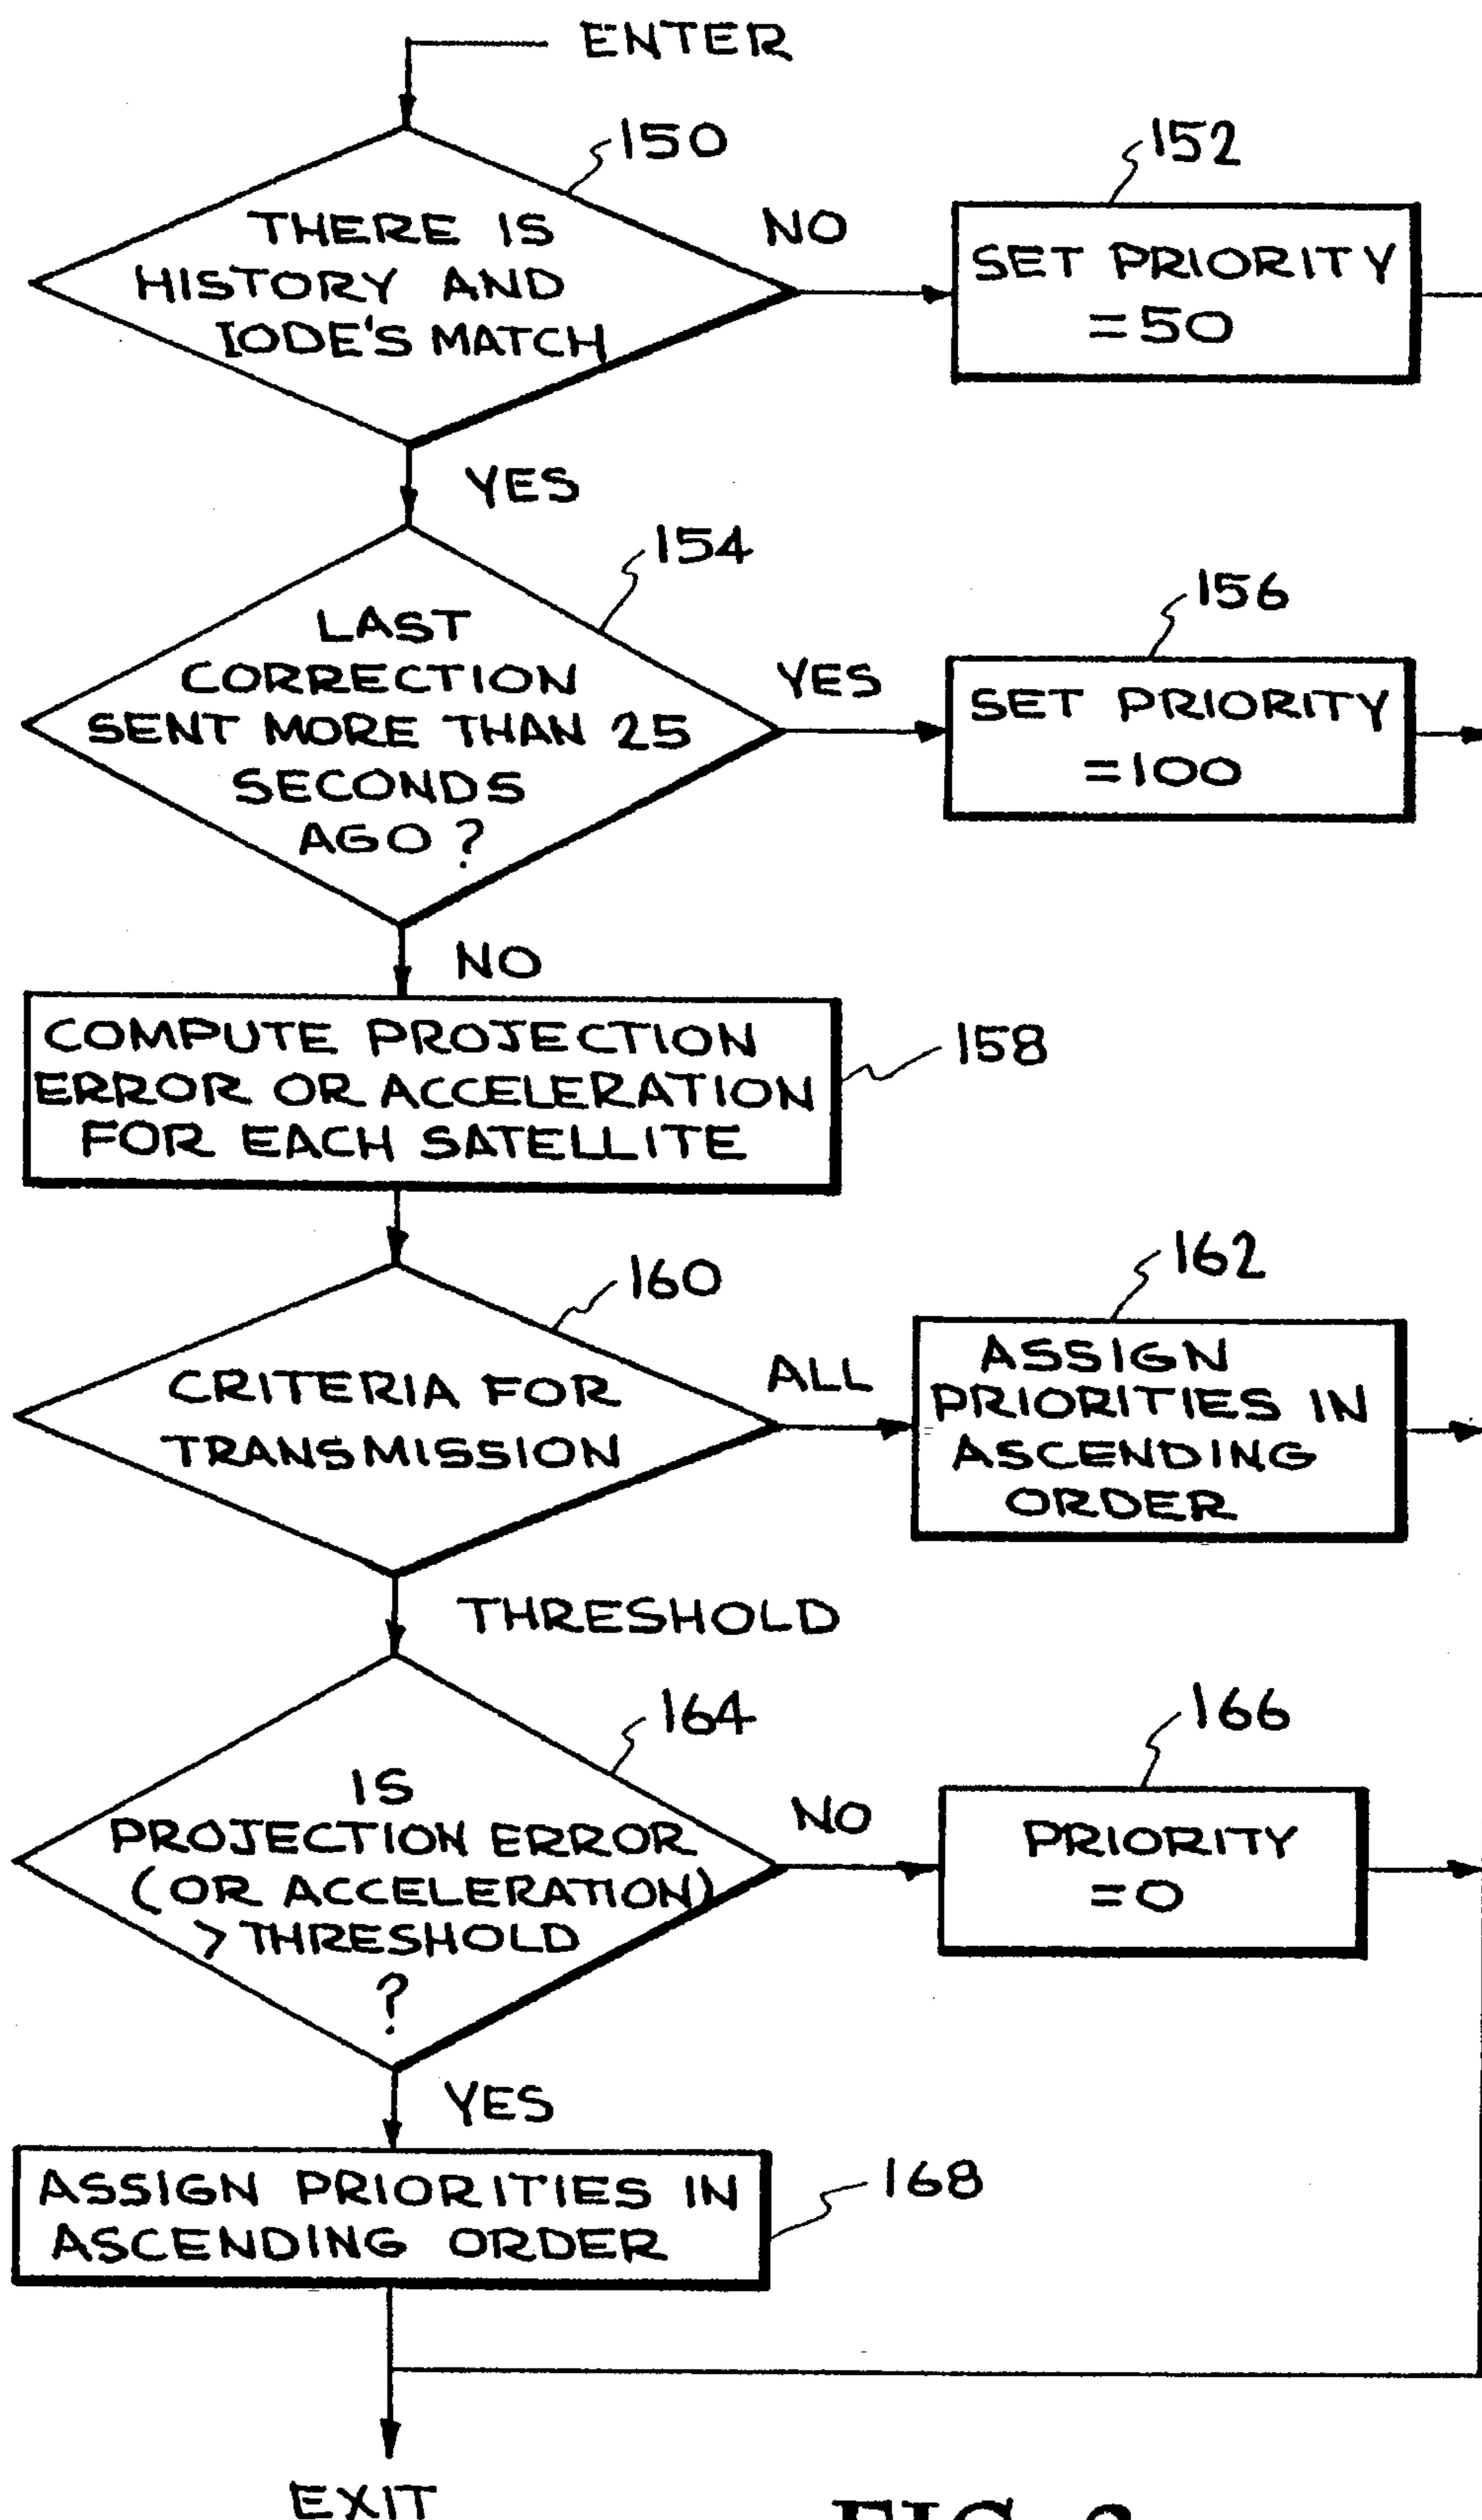 ENTER
150
THERE IS
HISTORY AND
IODE'S MATCH
NO
152
SET PRIORITY
=50
YES
154
LAST
CORRECTION
SENT MORE THAN 25
SECONDS
AGO ?
YES
156
SET PRIORITY
=100
NO
COMPUTE PROJECTION
ERROR OR ACCELERATION
FOR EACH SATELLITE
158
160
CRITERIA FOR
TRANSMISSION
ALL
162
ASSIGN
PRIORITIES IN
ASCENDING
ORDER
THRESHOLD
164
IS
PROJECTION ERROR
(OR ACCELERATION)
> THRESHOLD
?
NO
166
PRIORITY
=0
YES
ASSIGN PRIORITIES IN
ASCENDING ORDER
168
EXIT
FIG